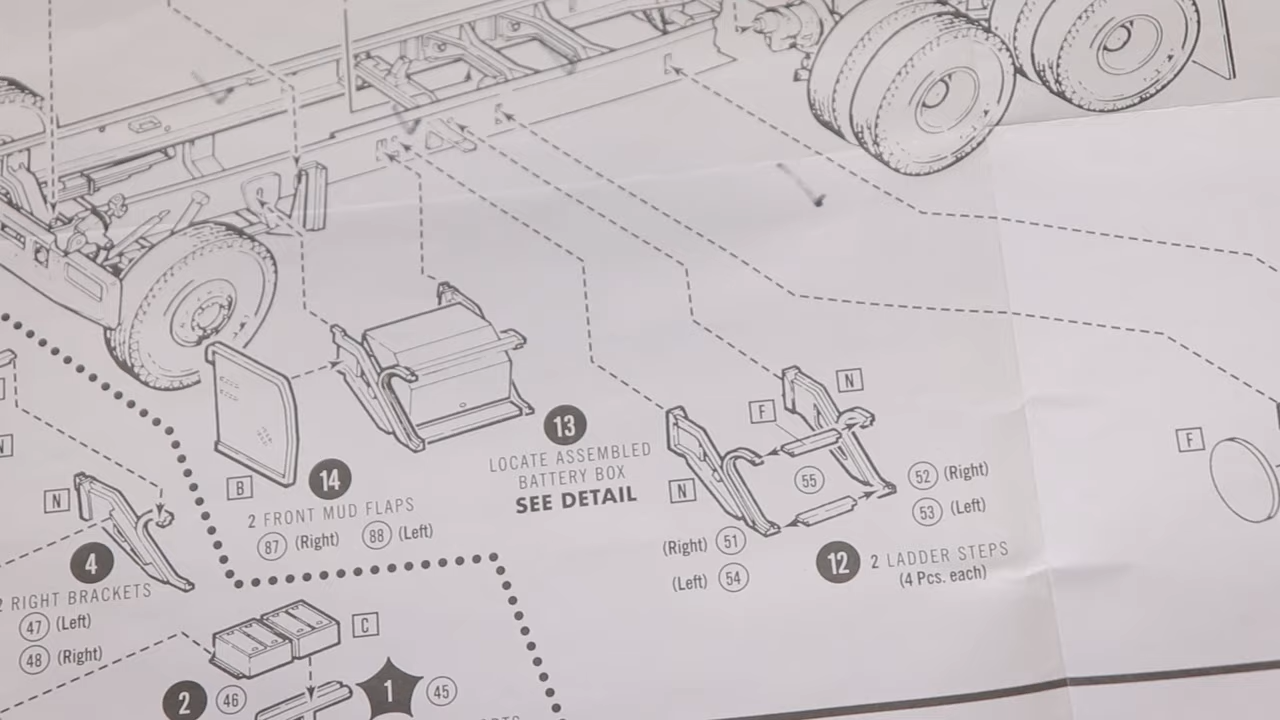 N
F
F
13
LOCATE ASSEMBLED
BATTERY BOX
SEE DETAIL
14
B
2 FRONT MUD FLAPS
87 (Right) 88 (Left)
N
55
52 (Right)
53 (Left)
(Right) 51
(Left) 54
12 2 LADDER STEPS
(4 Pcs. each)
N
4
RIGHT BRACKETS
47 (Left)
48 (Right)
C
2 46
1 45